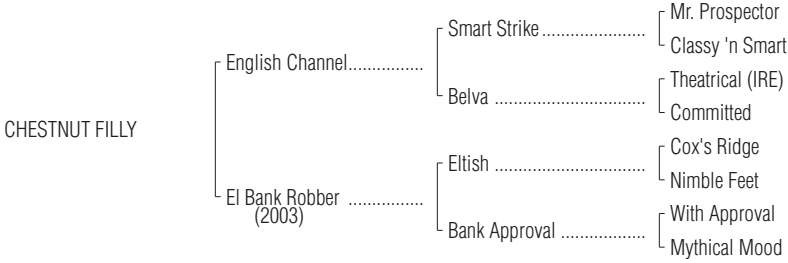 Mr. Prospector
Smart Strike......................
Classy 'n Smart
English Channel................
Theatrical (IRE)
Belva ................................
Committed
CHESTNUT FILLY
Cox's Ridge
Eltish ................................
Nimble Feet
El Bank Robber ................
(2003)
With Approval
Bank Approval ..................
Mythical Mood